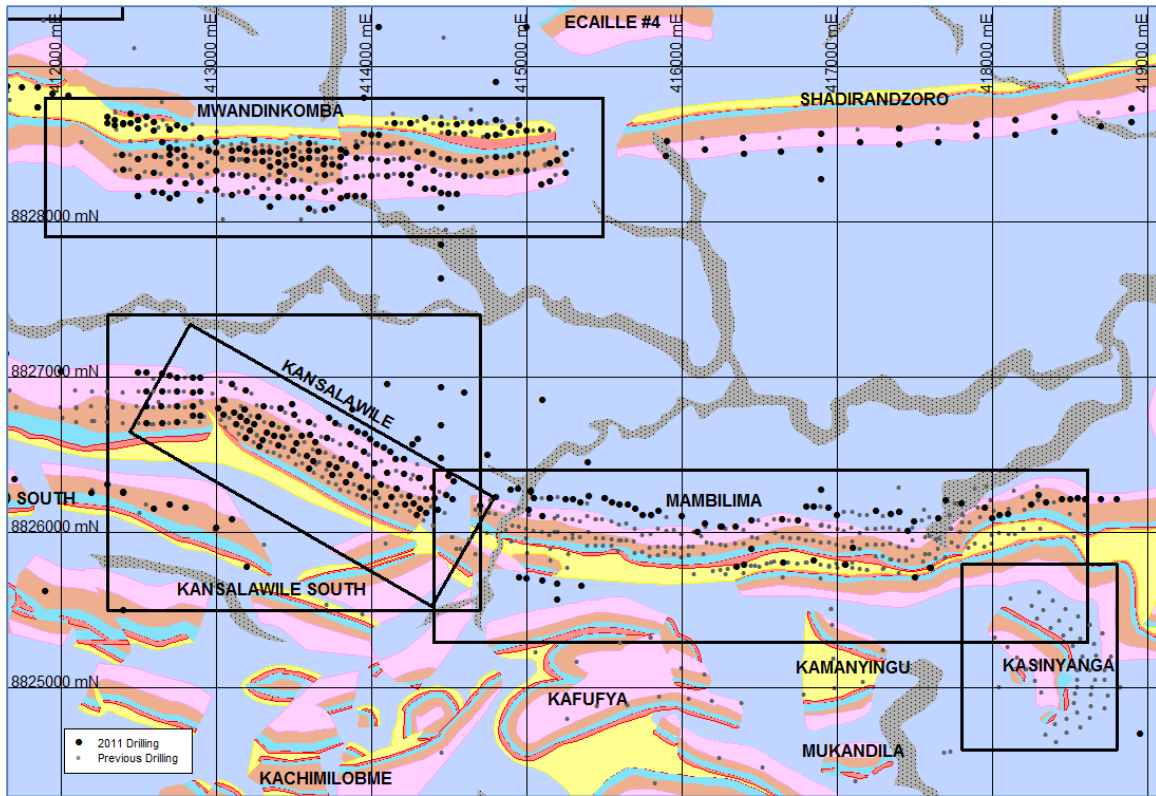 412000 mE
413000 mE
414000 mE
415000 mE
416000 mE
417000 mE
418000 mE
419000 mE
ECAILLE #4
SHADIRANDZORO
MWANDINKOMBA
8828000 mN
KANSALAWILE
8827000 mN
MAMBILIMA
O SOUTH
8826000 mN
KANSALAWILE SOUTH
KAMANYINGU
KASINYANGA
8825000 mN
KAFUFYA
MUKANDILA
KACHIMILOBME
2011 Drilling
Previous Drilling